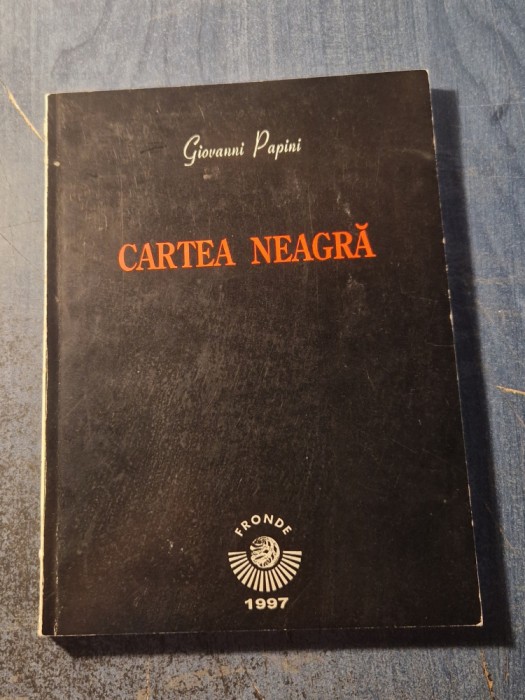 Giovanni Papini
CARTEA NEAGRĂ
FRONDE
1997